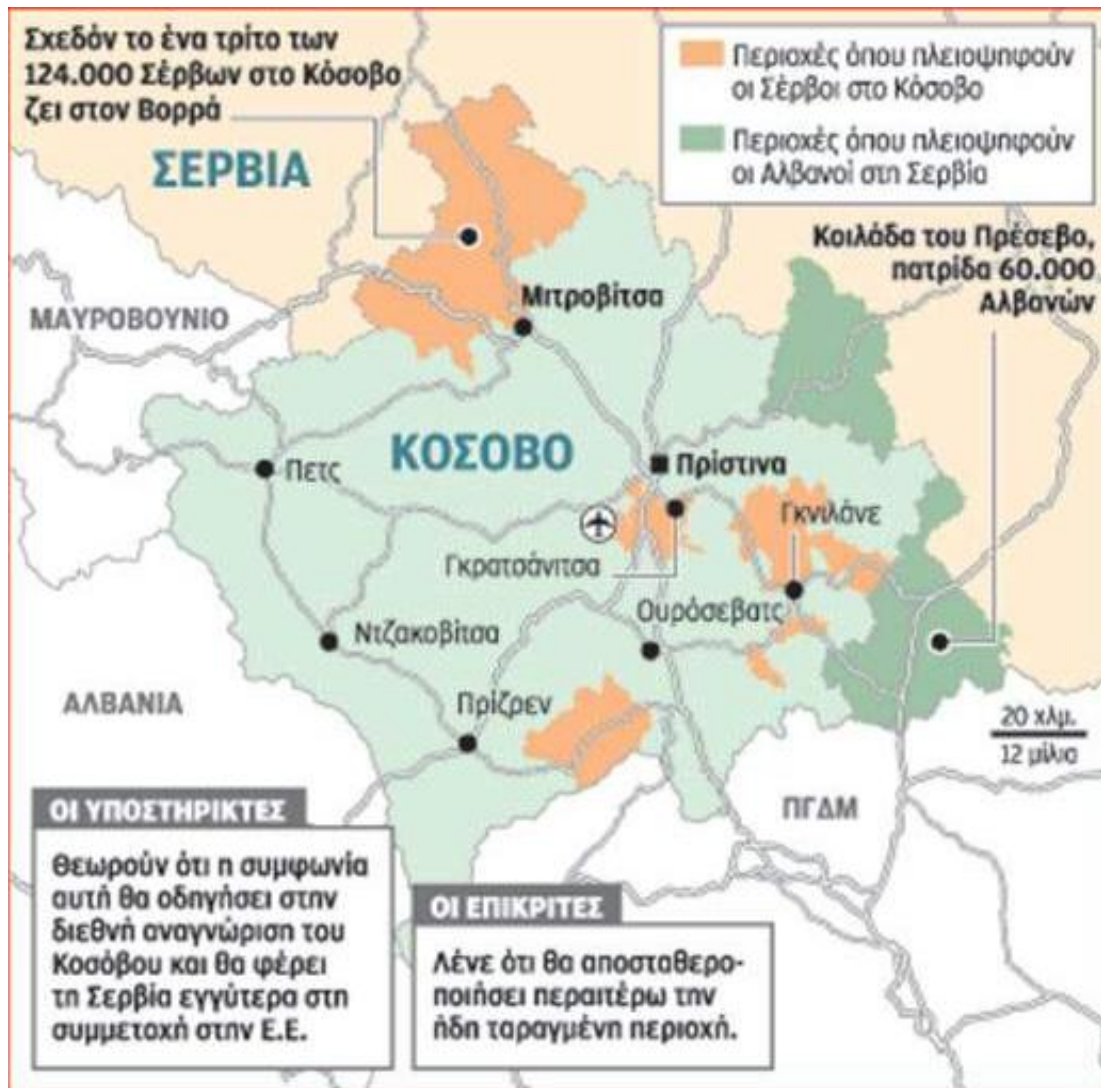 Σχεδόν το ένα τρίτο των
124.000 Σέρβων στο Κόσοβο
ζει στον Βορρά
Περιοχές όπου πλειοψηφούν
οι Σέρβοι στο Κόσοβο
Περιοχές όπου πλειοψηφούν
οι Αλβανοί στη Σερβία
ΣΕΡΒΙΑ
Κοιλάδα του Πρέσεβο,
πατρίδα 60.000
Αλβανών
ΜΑΥΡΟΒΟΥΝΙΟ
Μιτροβίτσα
ΚΟΣΟΒΟ
Πρίστινα
Πετς
Γκνιλάνε
Γκρατσάνιτσα
Ουρόσεβατς
Ντζακοβίτσα
ΑΛΒΑΝΙΑ
Πρίζρεν
20 χλμ.
12 μίλια
ΠΓΔΜ
ΟΙ ΥΠΟΣΤΗΡΙΚΤΕΣ
Θεωρούν ότι η συμφωνία
αυτή θα οδηγήσει στην
διεθνή αναγνώριση του
Κοσόβου και θα φέρει
τη Σερβία εγγύτερα στη
συμμετοχή στην Ε.Ε.
ΟΙ ΕΠΙΚΡΙΤΕΣ
Λένε ότι θα αποσταθερο-
ποιήσει περαιτέρω την
ήδη ταραγμένη περιοχή.